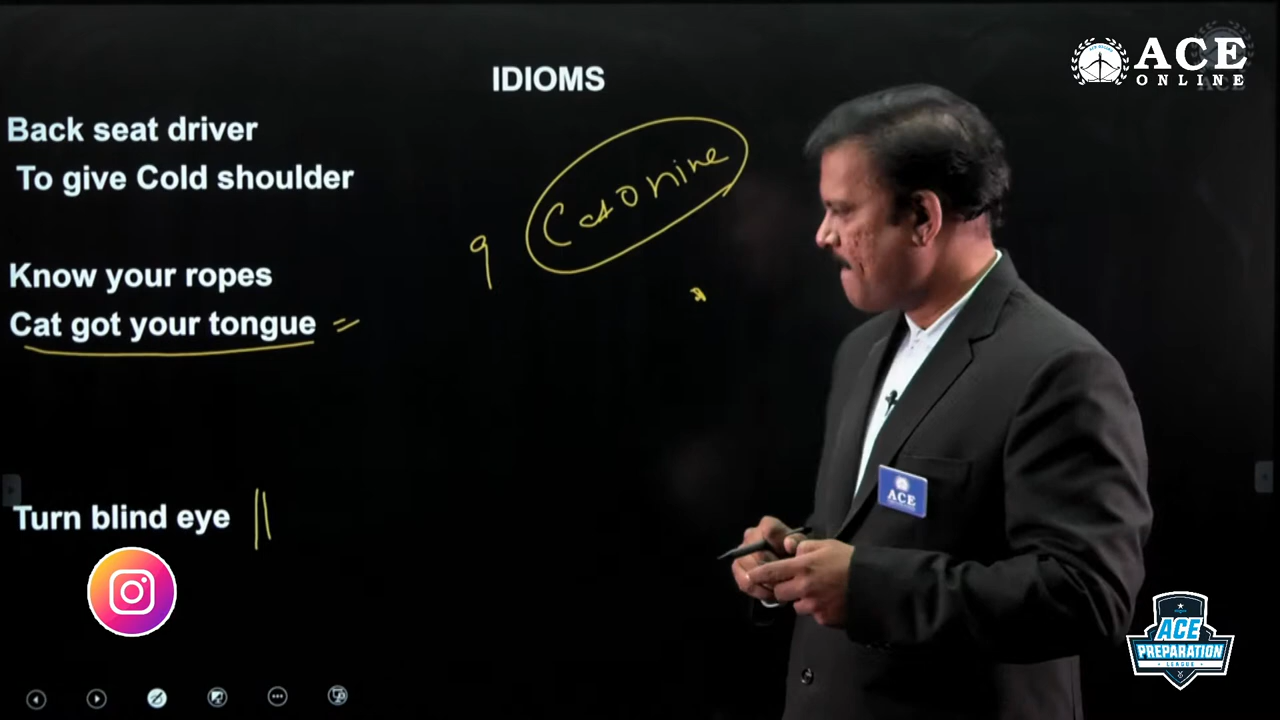 IDIOMS
ACE
ONLINE
Back seat driver
To give Cold shoulder
Cat O nine
9
Know your ropes
Cat got your tongue =
Turn blind eye
ACE
ACE
PREPARATION
LEAGUE